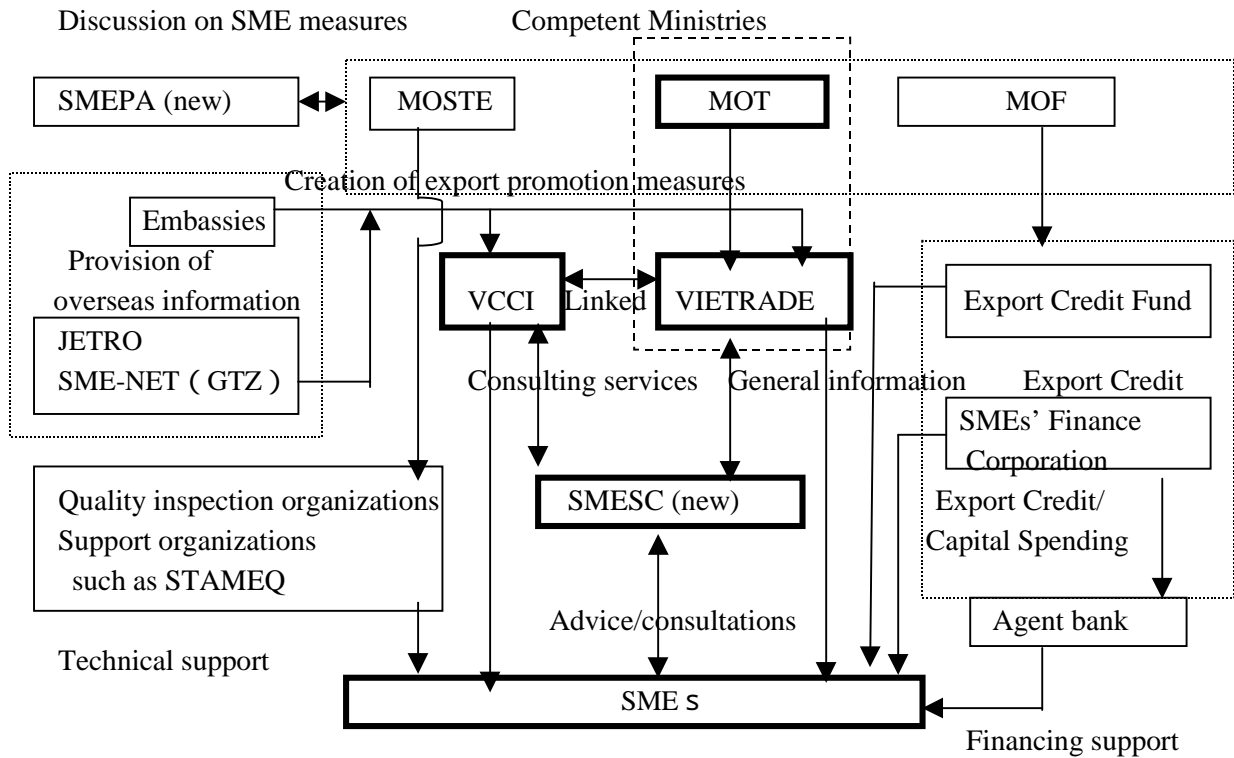 Discussion on SME measures
Competent Ministries
SMEPA (new)
MOSTE
MOT
MOF
Creation of export promotion measures
Embassies
Provision of
overseas information
JETRO
SME-NET ( GTZ )
VCCI
Linked
VIETRADE
Export Credit Fund
Consulting services
General information
Export Credit
SMEs’ Finance
Corporation
Export Credit/
Capital Spending
Quality inspection organizations
Support organizations
such as STAMEQ
SMESC (new)
Advice/consultations
Agent bank
Technical support
SME s
Financing support